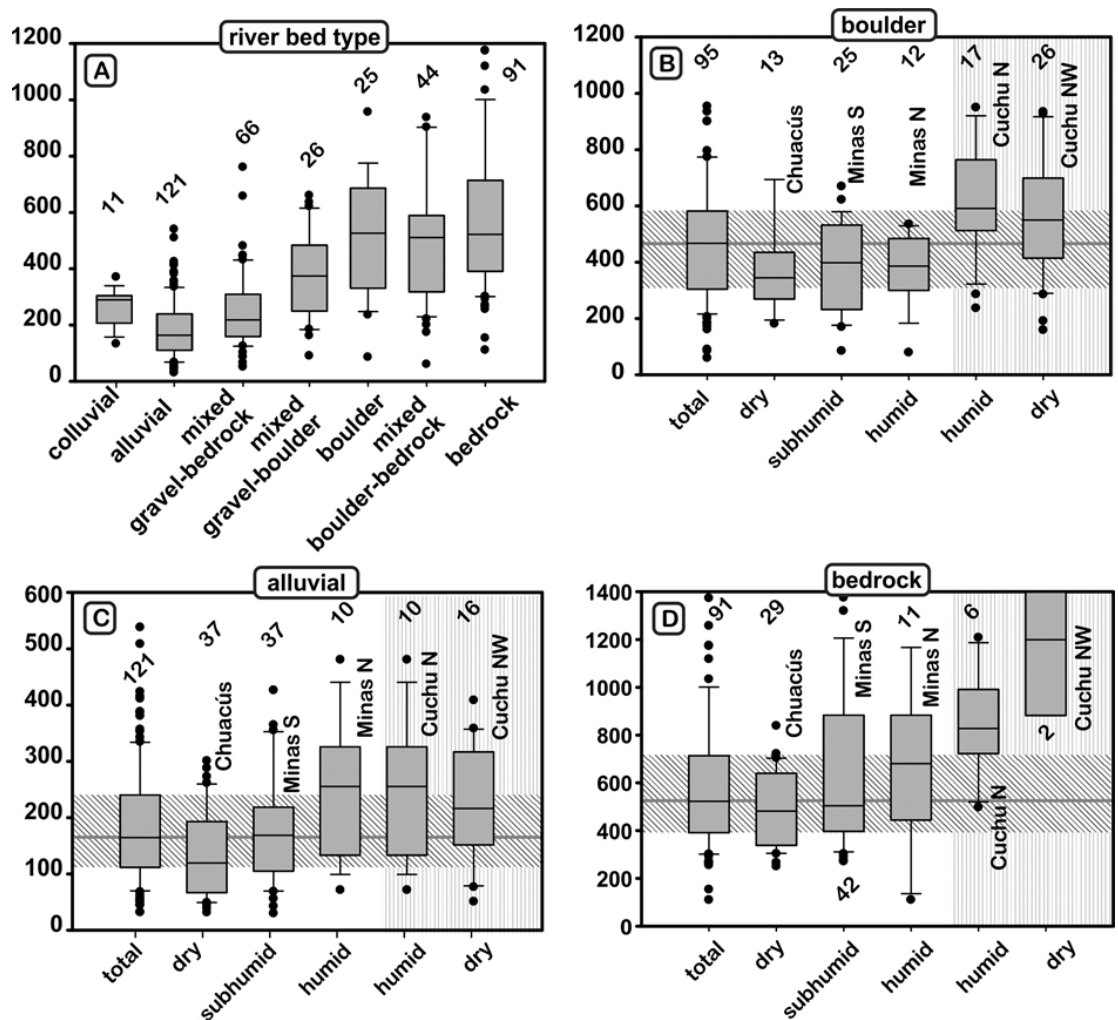 river bed type
A
1200
1000
800
600
400
200
0
11
121
66
26
25
44
91
colluvial
alluvial
mixed
gravel-bedrock
mixed
gravel-boulder
boulder
mixed
boulder-bedrock
bedrock
boulder
B
1200
1000
800
600
400
200
0
95
13
25
12
17
26
Chuacús
Minas S
Minas N
Cuchu N
Cuchu NW
total
dry
subhumid
humid
humid
dry
alluvial
C
600
500
400
300
200
100
0
121
37
37
10
10
16
Chuacús
Minas S
Minas N
Cuchu N
Cuchu NW
total
dry
subhumid
humid
humid
dry
bedrock
D
1400
1200
1000
800
600
400
200
0
91
29
42
11
6
2
Chuacús
Minas S
Minas N
Cuchu N
Cuchu NW
total
dry
subhumid
humid
humid
dry